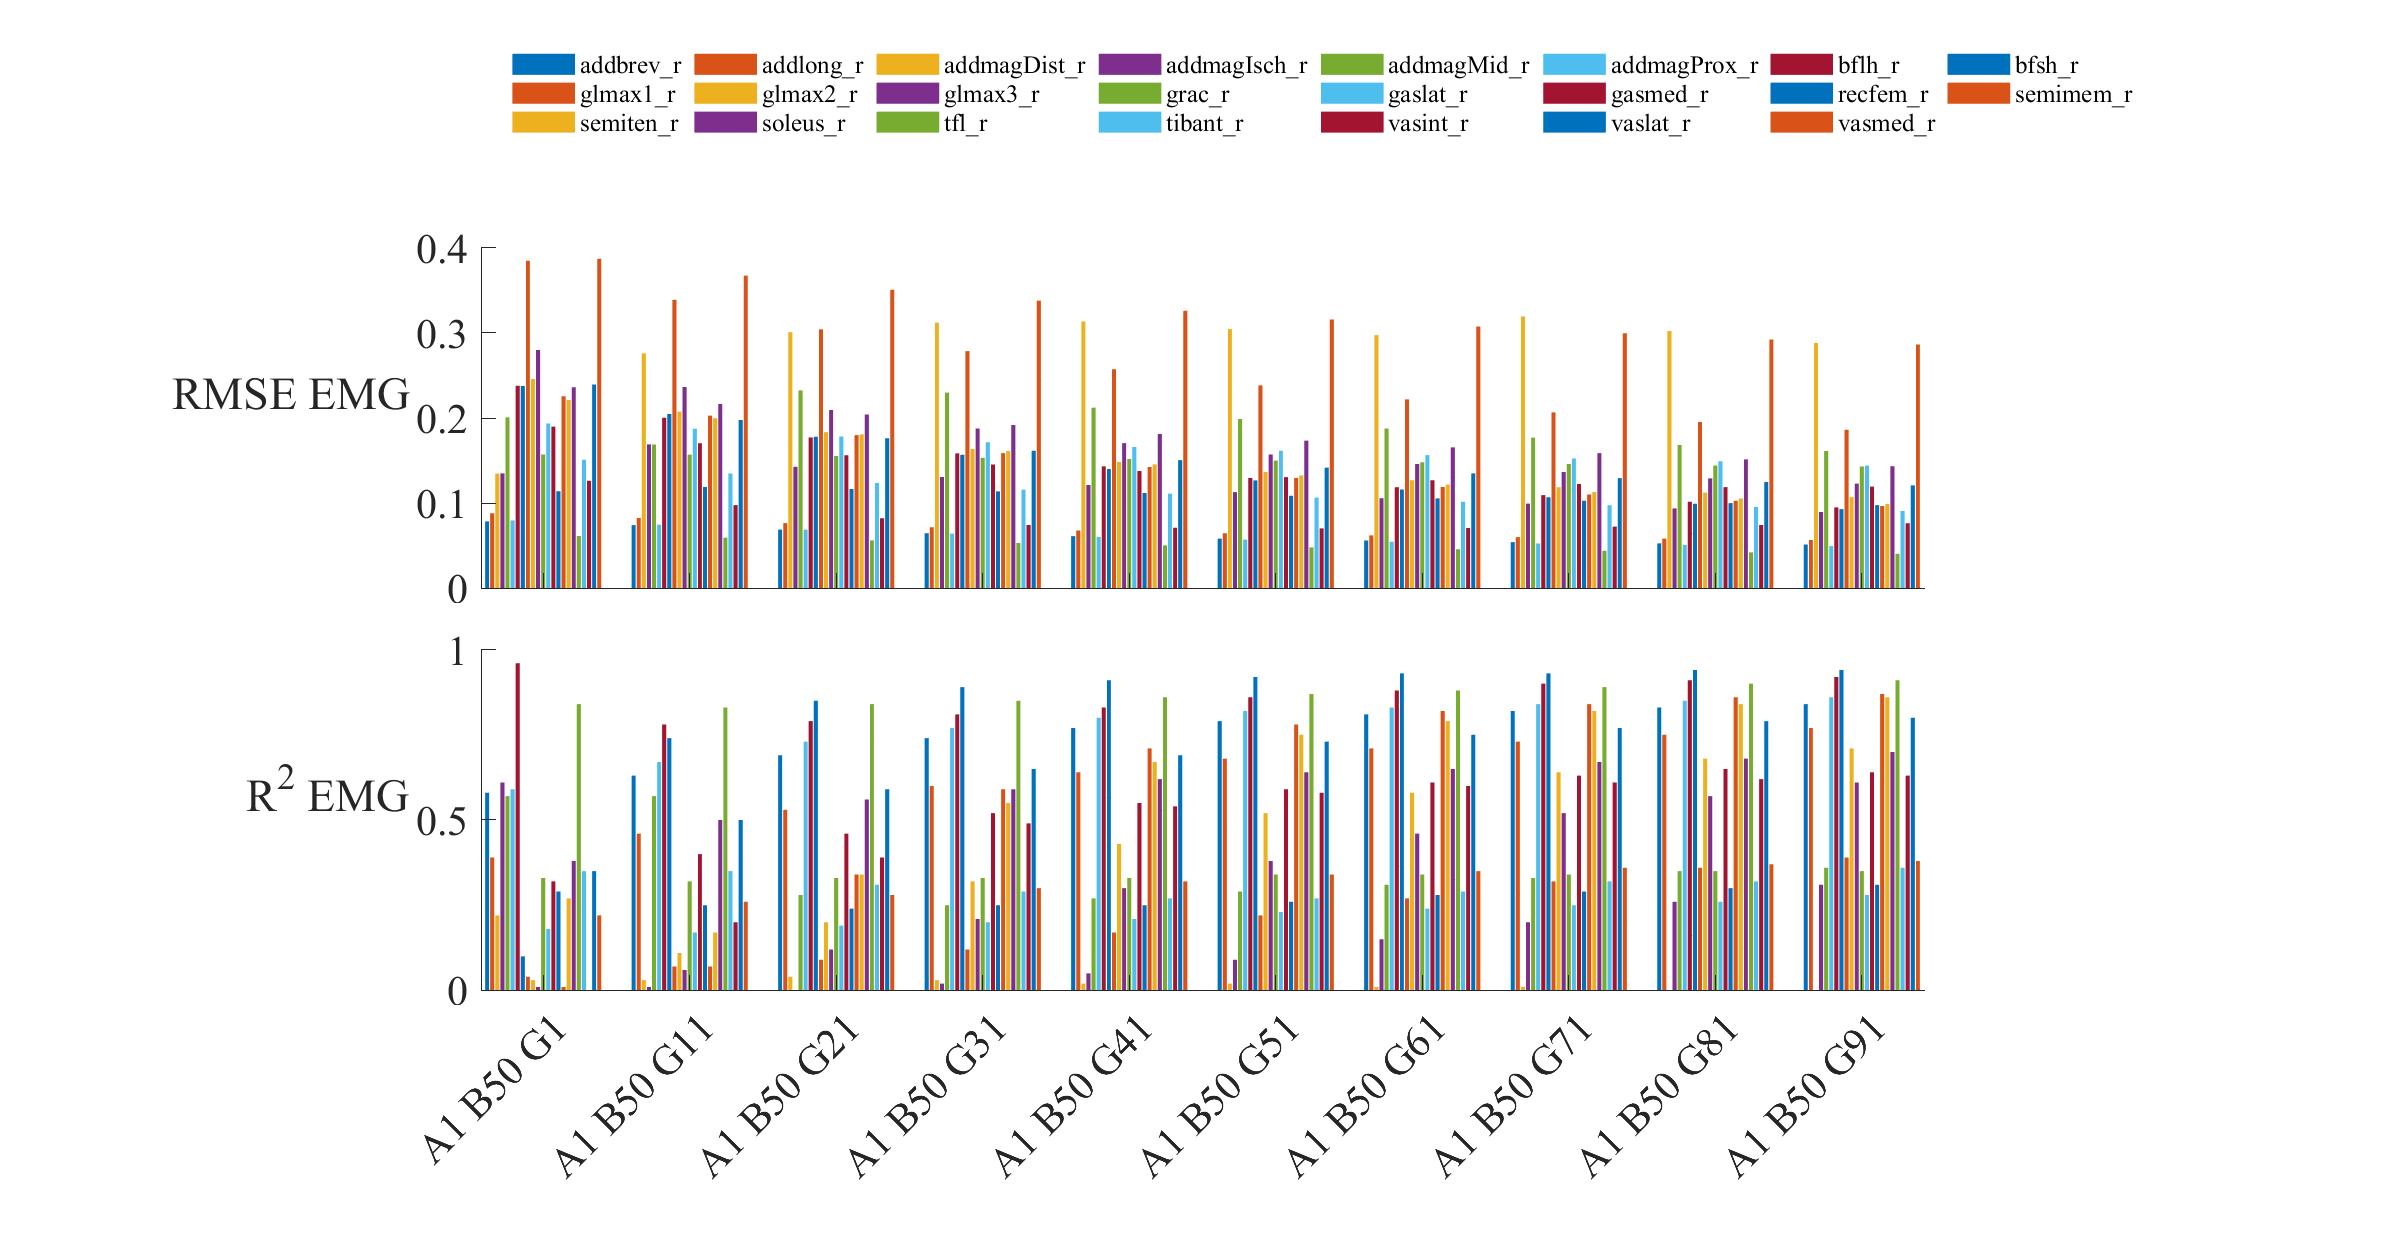 addbrev_r addlong_r addmagDist_r addmagIsch_r addmagMid_r addmagProx_r bflh_r bfsh_r
glmax1_r glmax2_r glmax3_r grac_r gaslat_r gasmed_r recfem_r semimem_r
semiten_r soleus_r tfl_r tibant_r vasint_r vaslat_r vasmed_r
0.4
0.3
RMSE EMG
0.2
0.1
0
1
R² EMG
0.5
0
A1 B50 G1
A1 B50 G11
A1 B50 G21
A1 B50 G31
A1 B50 G41
A1 B50 G51
A1 B50 G61
A1 B50 G71
A1 B50 G81
A1 B50 G91